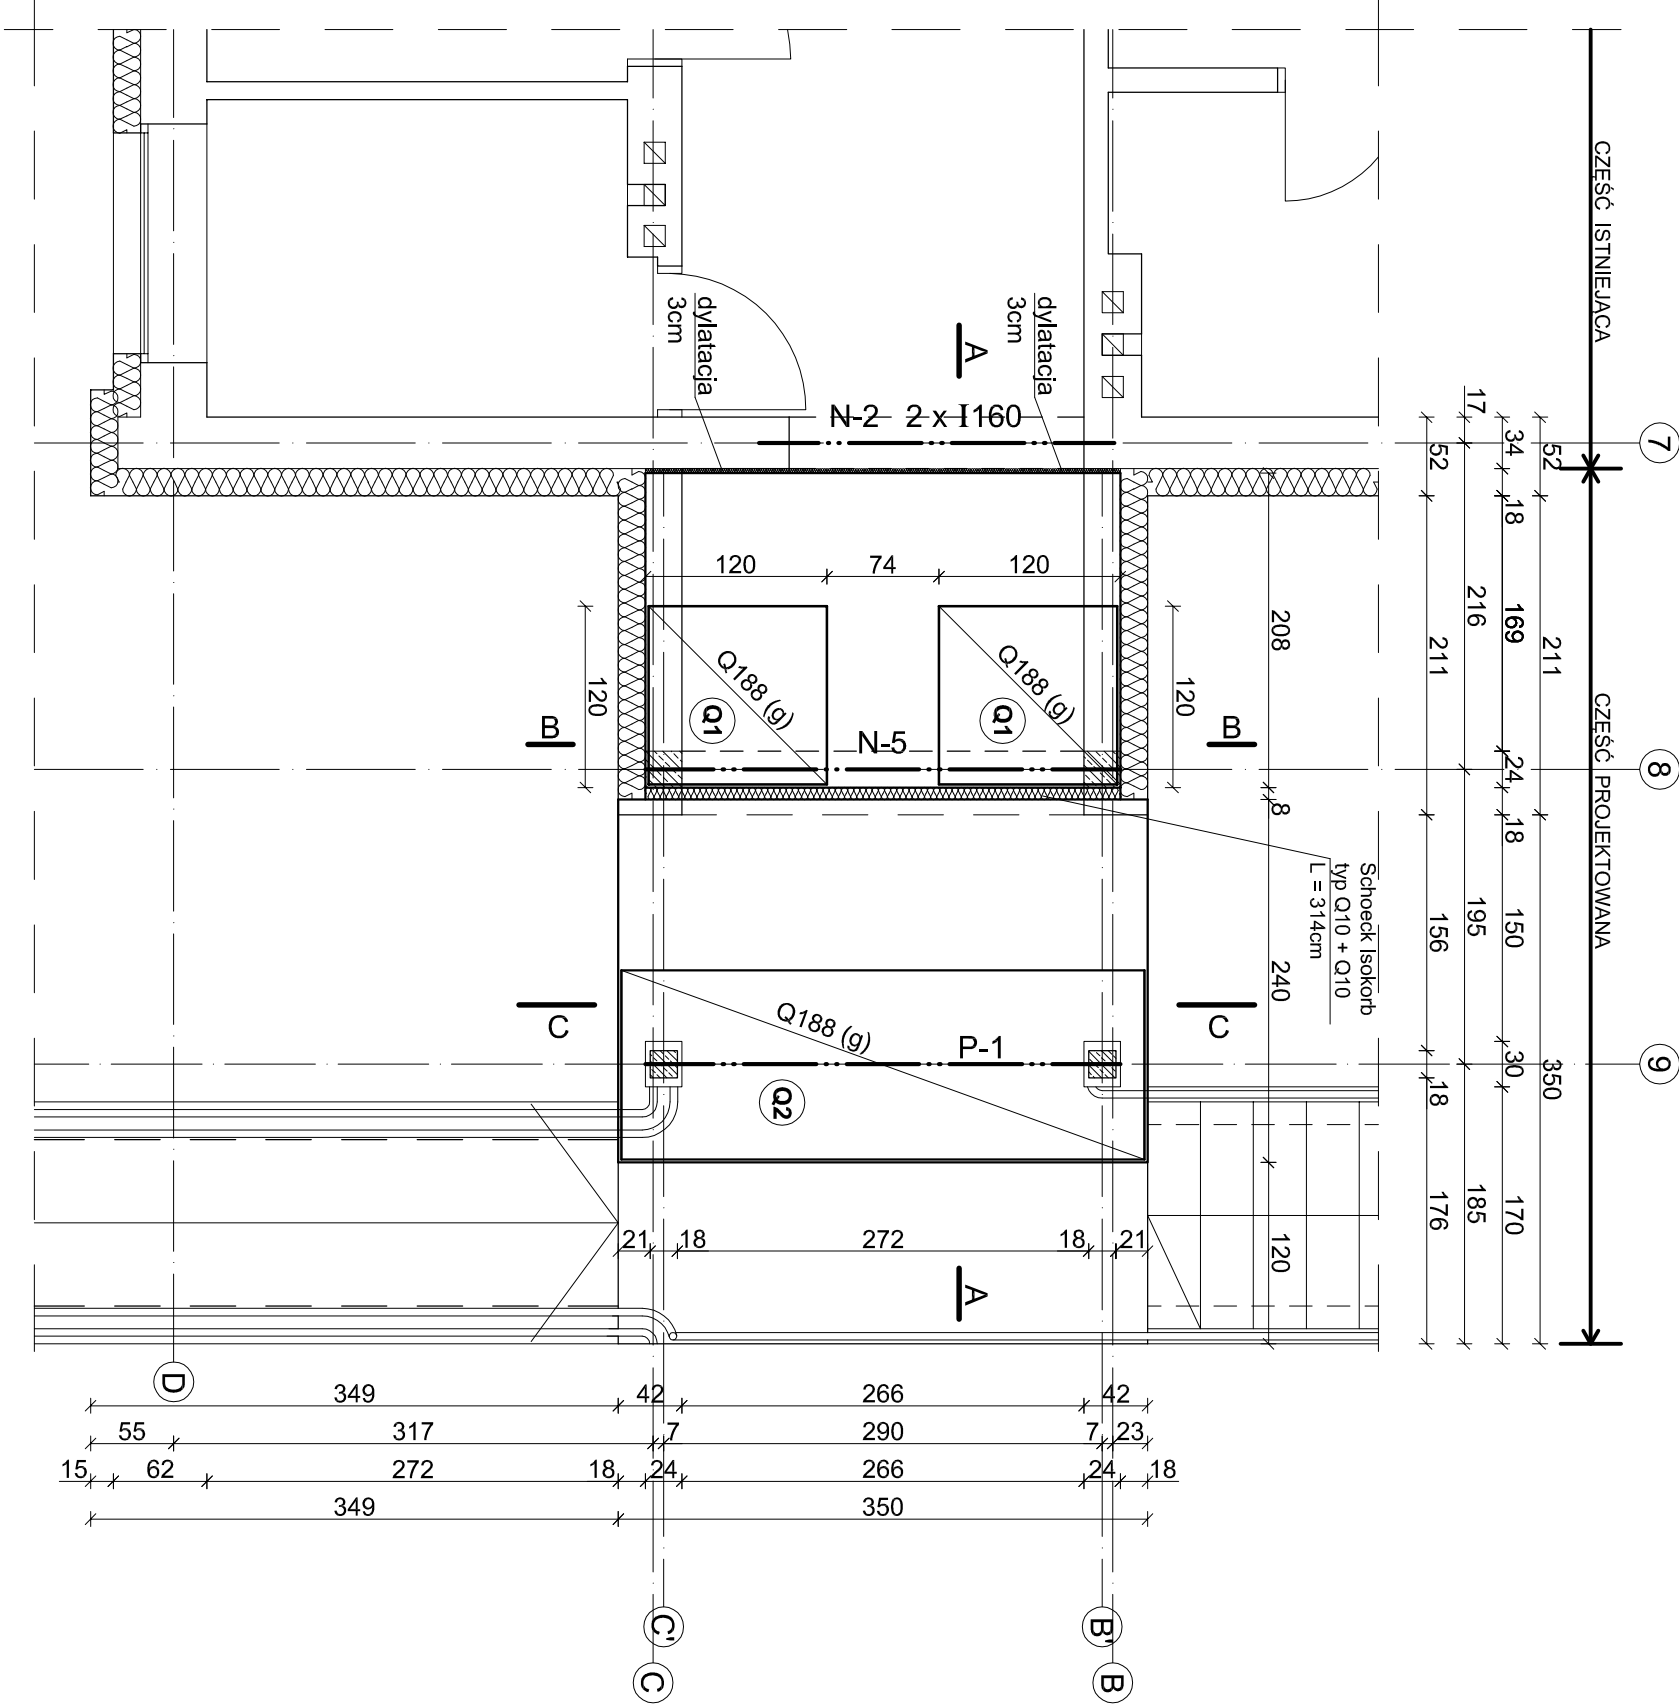 CZĘŚĆ ISTNIEJĄCA
CZĘŚĆ PROJEKTOWANA
7
8
9
dylatacja
3cm
dylatacja
3cm
A
N-2 2 x I160
17
34
52
52
18
216
169
211
211
24
8
18
195
150
156
350
30
18
185
170
176
208
240
120
120
74
120
120
120
Q188 (g)
Q188 (g)
Q1
Q1
N-5
B
B
Schoeck Isokorb
typ Q10 + Q10
L = 314cm
C
C
Q188 (g)
P-1
Q2
21
18
272
18
21
A
D
349
42
266
42
55
317
7
290
7
23
15
62
272
18
24
266
24
18
349
350
C'
C
B'
B